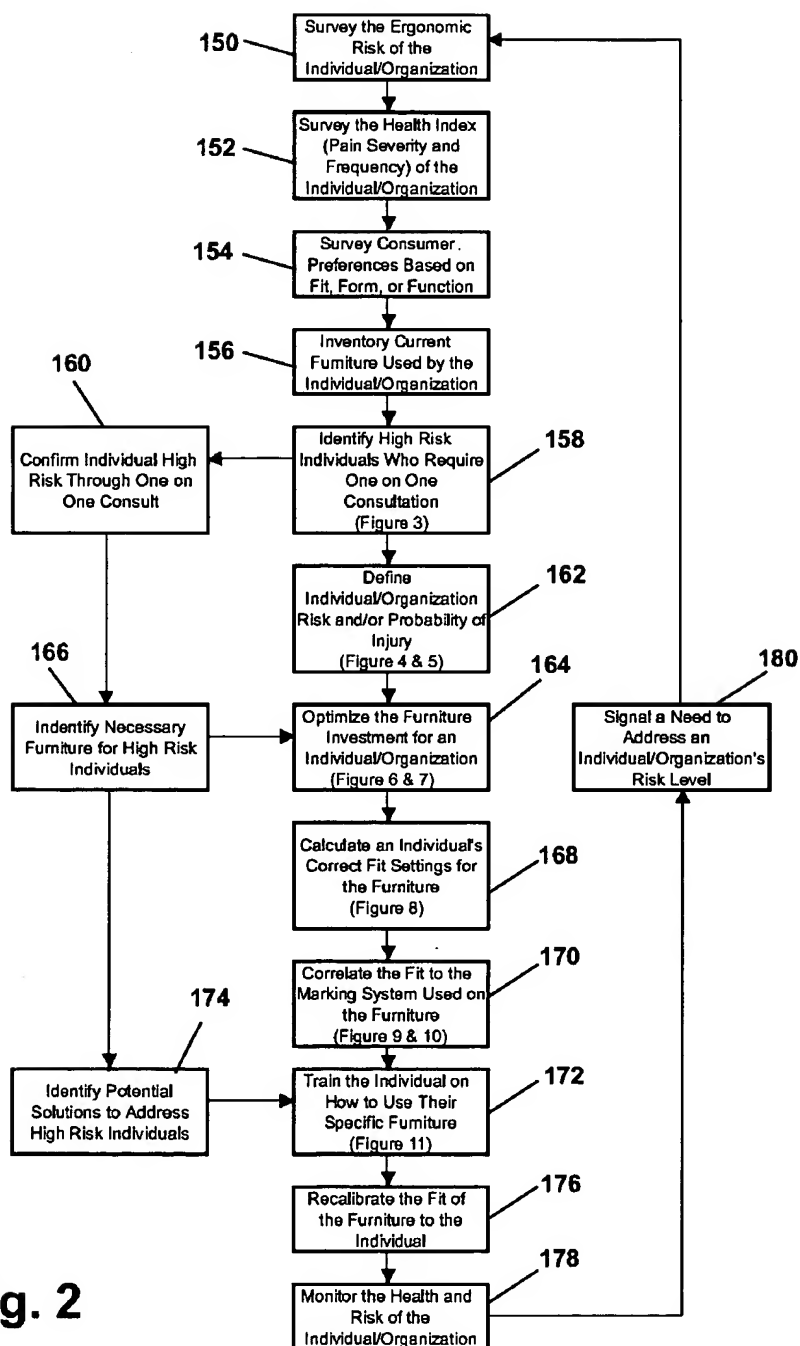 150
Survey the Ergonomic
Risk of the
Individual/Organization
152
Survey the Health Index
(Pain Severity and
Frequency) of the
Individual/Organization
154
Survey Consumer.
Preferences Based on
Fit, Form, or Function
156
Inventory Current
Furniture Used by the
Individual/Organization
160
Confirm Individual High
Risk Through One on
One Consult
158
Identify High Risk
Individuals Who Require
One on One
Consultation
(Figure 3)
162
Define
Individual/Organization
Risk and/or Probability of
Injury
(Figure 4 & 5)
166
Indentify Necessary
Furniture for High Risk
Individuals
164
Optimize the Furniture
Investment for an
Individual/Organization
(Figure 6 & 7)
180
Signal a Need to
Address an
Individual/Organization's
Risk Level
168
Calculate an Individual's
Correct Fit Settings for
the Furniture
(Figure 8)
170
Correlate the Fit to the
Marking System Used on
the Furniture
(Figure 9 & 10)
174
Identify Potential
Solutions to Address
High Risk Individuals
172
Train the Individual on
How to Use Their
Specific Furniture
(Figure 11)
176
Recalibrate the Fit of
the Furniture to the
Individual
178
Monitor the Health and
Risk of the
Individual/Organization
g. 2